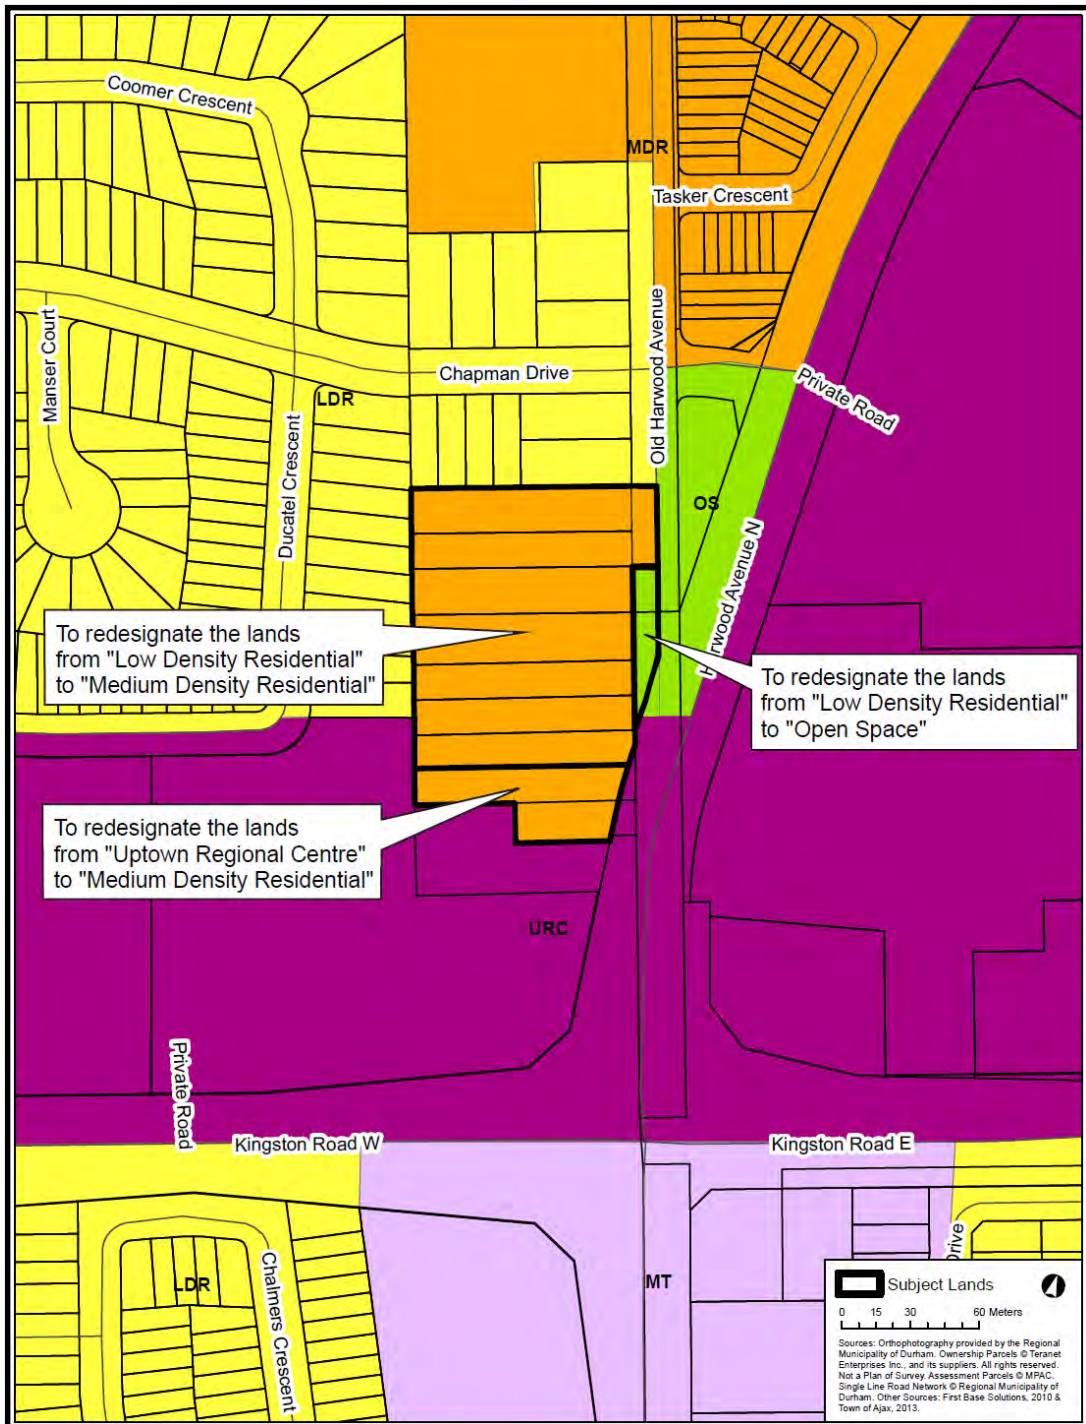 Coomer Crescent
MDR
Tasker Crescent
Manser Court
Old Harwood Avenue
Chapman Drive
Private Road
LDR
Ducatel Crescent
OS
Harwood Avenue N
To redesignate the lands
from "Low Density Residential"
to "Medium Density Residential"
To redesignate the lands
from "Low Density Residential"
to "Open Space"
To redesignate the lands
from "Uptown Regional Centre"
to "Medium Density Residential"
URC
Private Road
Kingston Road W
Kingston Road E
Drive
Chalmers Crescent
LDR
MT
Subject Lands
0 15 30 60 Meters
Sources: Orthophotography provided by the Regional
Municipality of Durham. Ownership Parcels © Teranet
Enterprises Inc., and its suppliers. All rights reserved.
Not a Plan of Survey. Assessment Parcels © MPAC.
Single Line Road Network © Regional Municipality of
Durham. Other Sources: First Base Solutions, 2010 &
Town of Ajax, 2013.